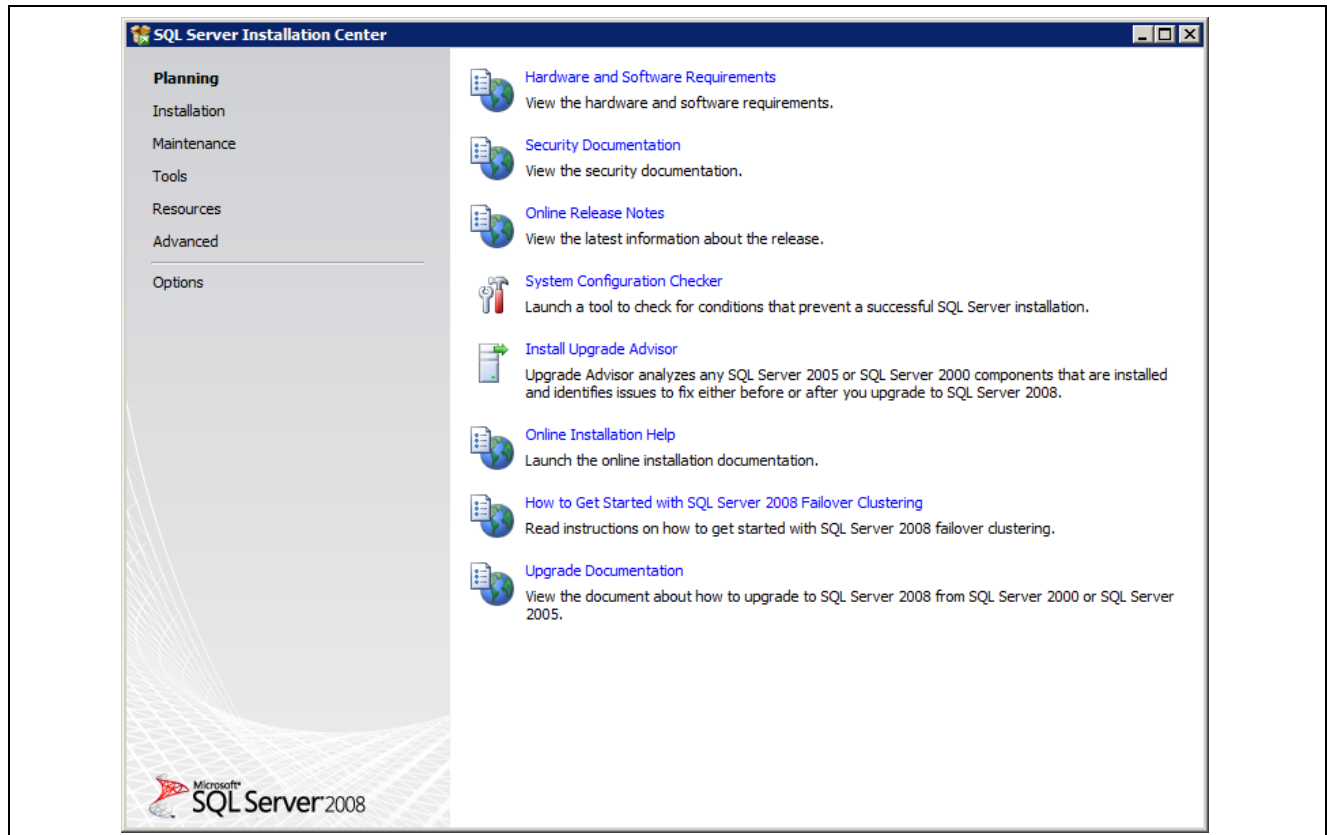 SQL Server Installation Center
Planning
Installation
Maintenance
Tools
Resources
Advanced
Options
Hardware and Software Requirements
View the hardware and software requirements.
Security Documentation
View the security documentation.
Online Release Notes
View the latest information about the release.
System Configuration Checker
Launch a tool to check for conditions that prevent a successful SQL Server installation.
Install Upgrade Advisor
Upgrade Advisor analyzes any SQL Server 2005 or SQL Server 2000 components that are installed
and identifies issues to fix either before or after you upgrade to SQL Server 2008.
Online Installation Help
Launch the online installation documentation.
How to Get Started with SQL Server 2008 Failover Clustering
Read instructions on how to get started with SQL Server 2008 failover clustering.
Upgrade Documentation
View the document about how to upgrade to SQL Server 2008 from SQL Server 2000 or SQL Server
2005.
Microsoft®
SQL Server®2008